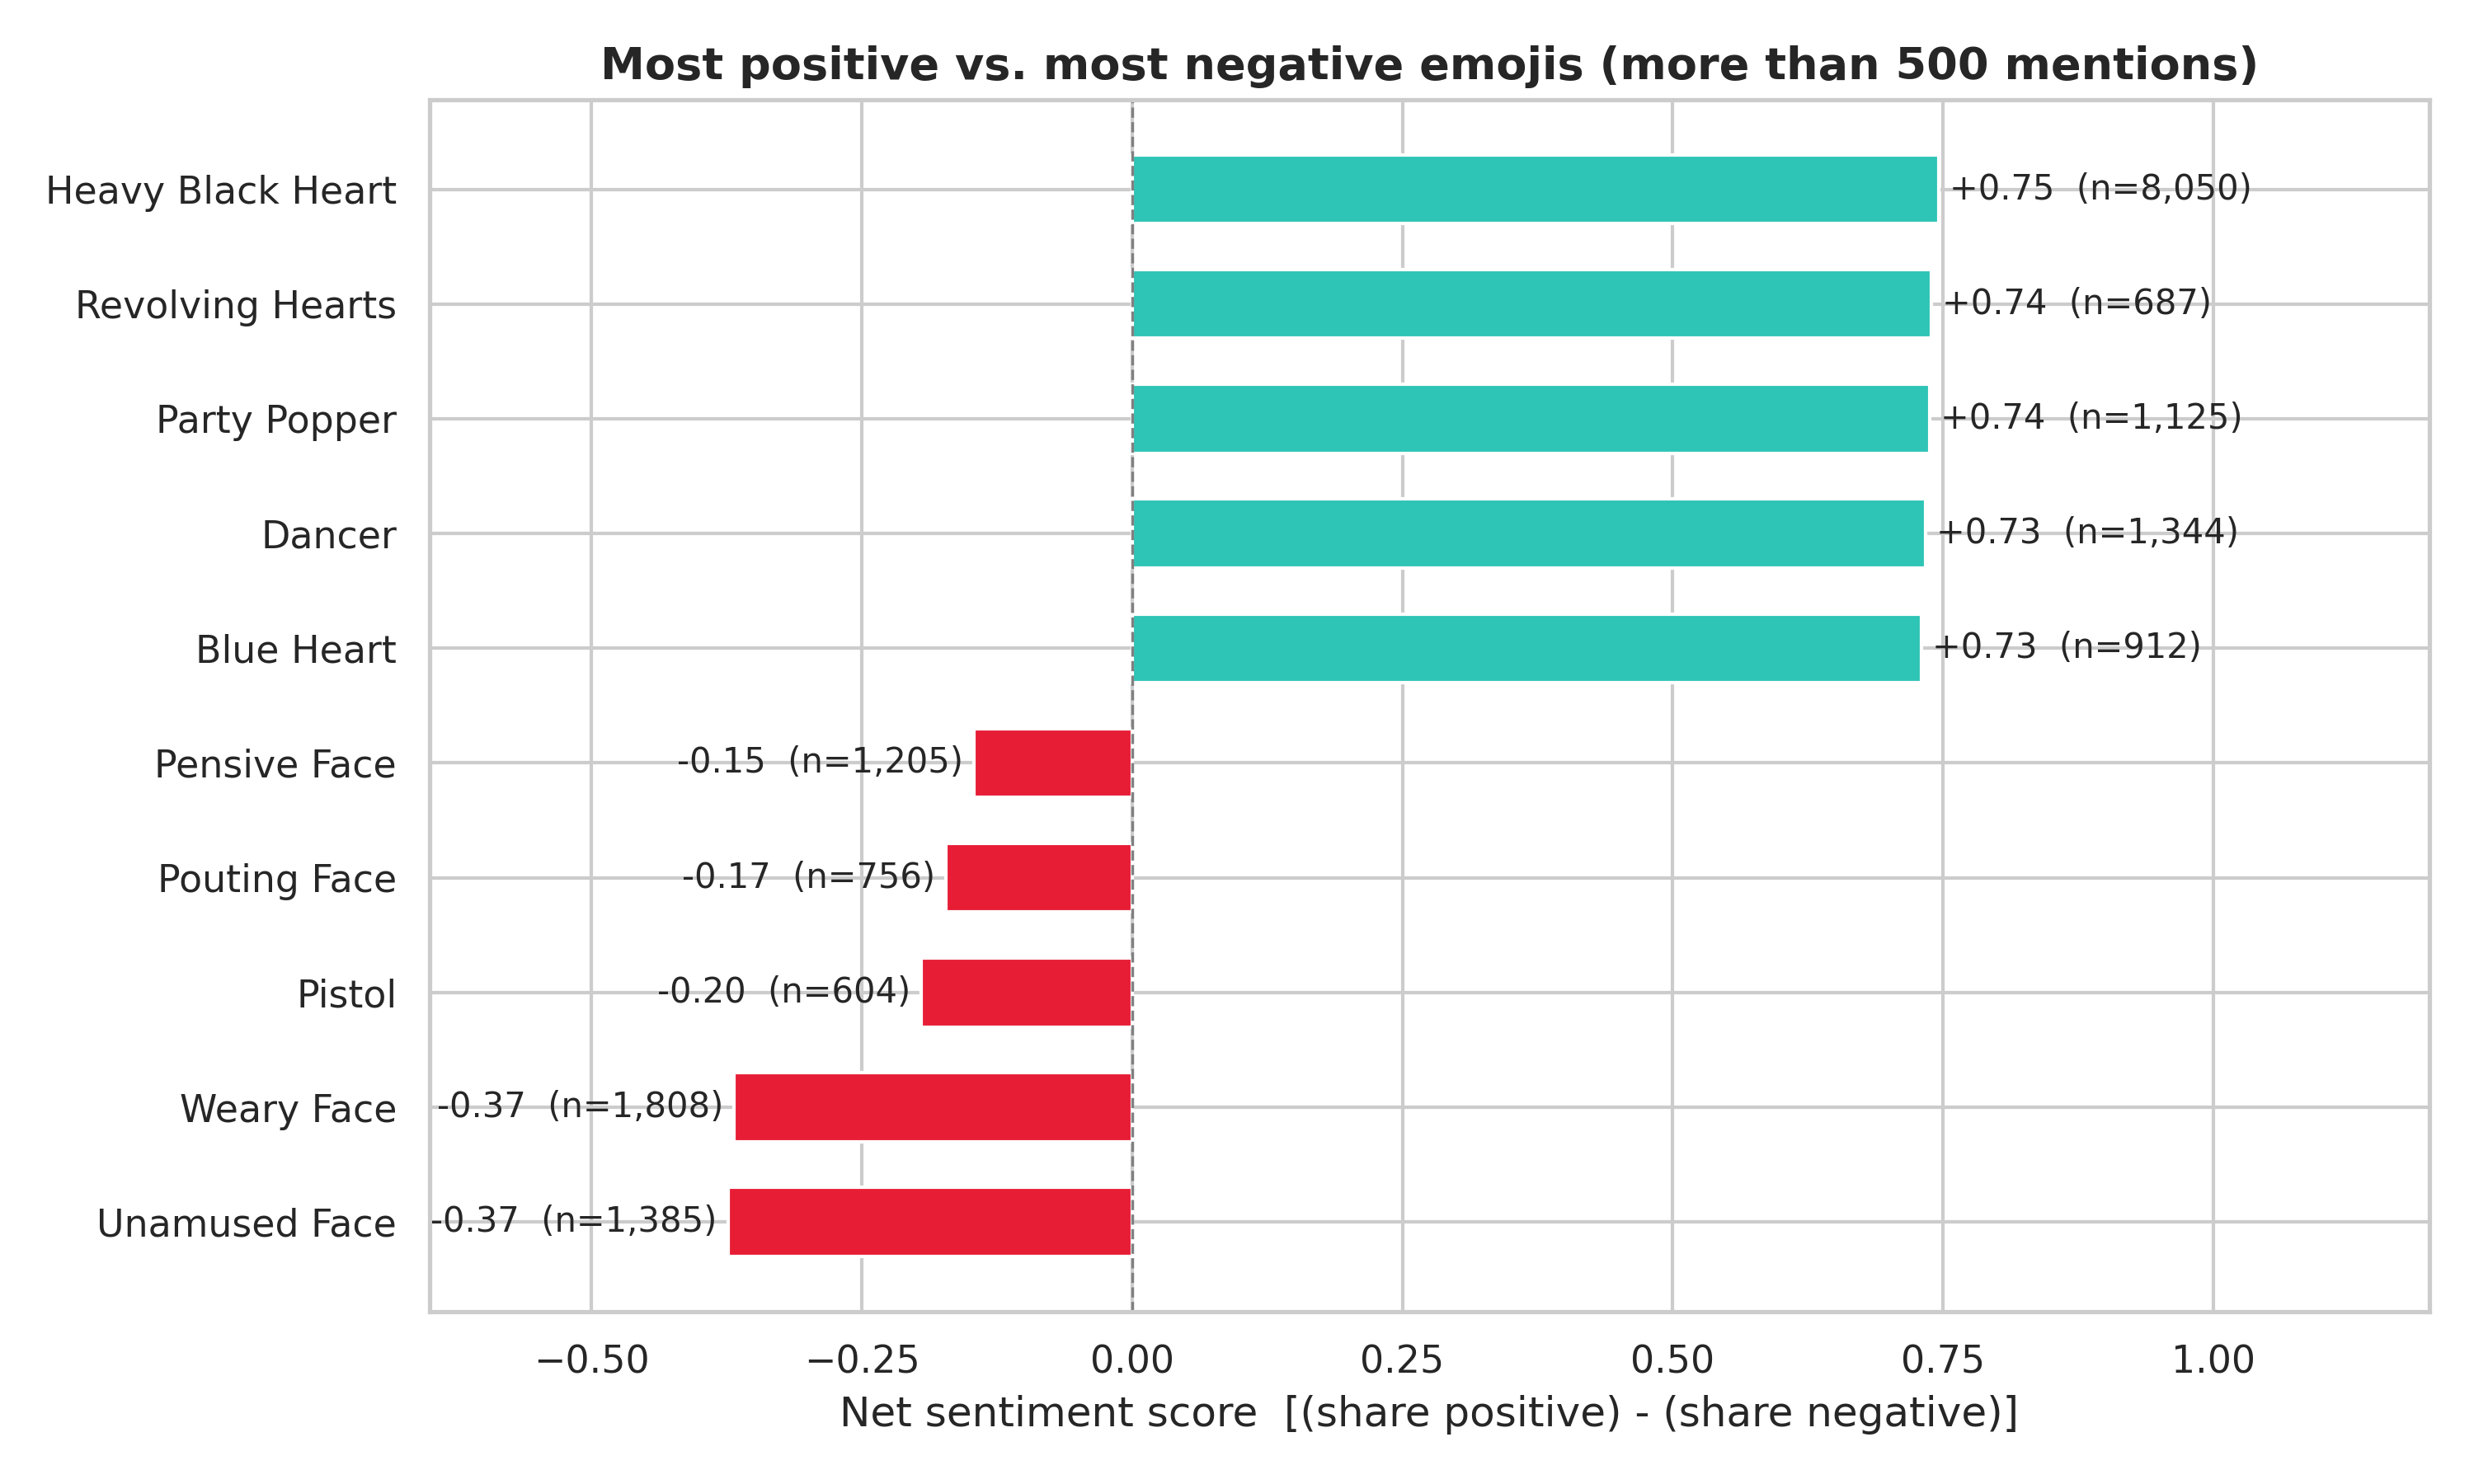 Most positive vs. most negative emojis (more than 500 mentions)
Heavy Black Heart +0.75 (n=8,050)
Revolving Hearts +0.74 (n=687)
Party Popper +0.74 (n=1,125)
Dancer +0.73 (n=1,344)
Blue Heart +0.73 (n=912)
Pensive Face -0.15 (n=1,205)
Pouting Face -0.17 (n=756)
Pistol -0.20 (n=604)
Weary Face -0.37 (n=1,808)
Unamused Face -0.37 (n=1,385)
−0.50 −0.25 0.00 0.25 0.50 0.75 1.00
Net sentiment score [(share positive) - (share negative)]